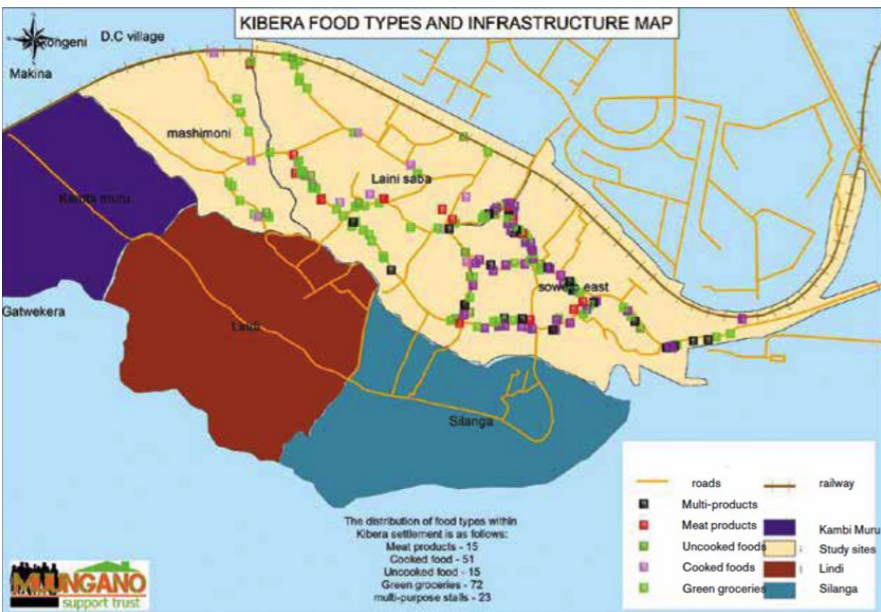 KIBERA FOOD TYPES AND INFRASTRUCTURE MAP
D.C village
Makina
mashimoni
Laini saba
Kambi muru
soweto east
Gatwekera
Lindi
Silanga
The distribution of food types within
Kibera settlement is as follows:
Meat products - 15
Cooked food - 51
Uncooked food - 15
Green groceries - 72
multi-purpose stalls - 23
roads
railway
Multi-products
Meat products
Kambi Muru
Uncooked foods
Study sites
Cooked foods
Lindi
Green groceries
Silanga
MUUNGANO
support trust